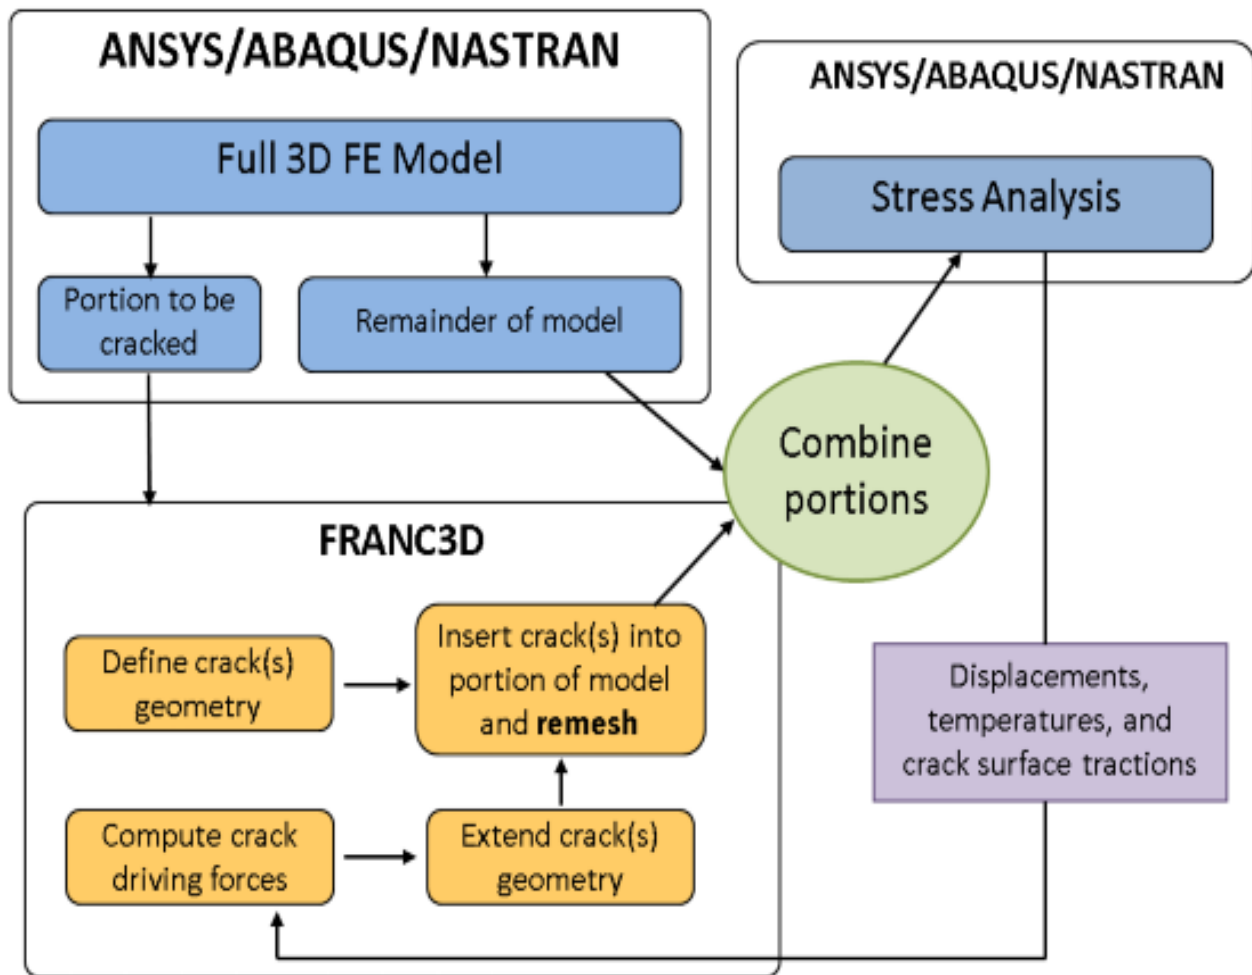 ANSYS/ABAQUS/NASTRAN
Full 3D FE Model
Portion to be
cracked
Remainder of model
ANSYS/ABAQUS/NASTRAN
Stress Analysis
Combine
portions
FRANC3D
Define crack(s)
geometry
Insert crack(s) into
portion of model
and remesh
Compute crack
driving forces
Extend crack(s)
geometry
Displacements,
temperatures, and
crack surface tractions